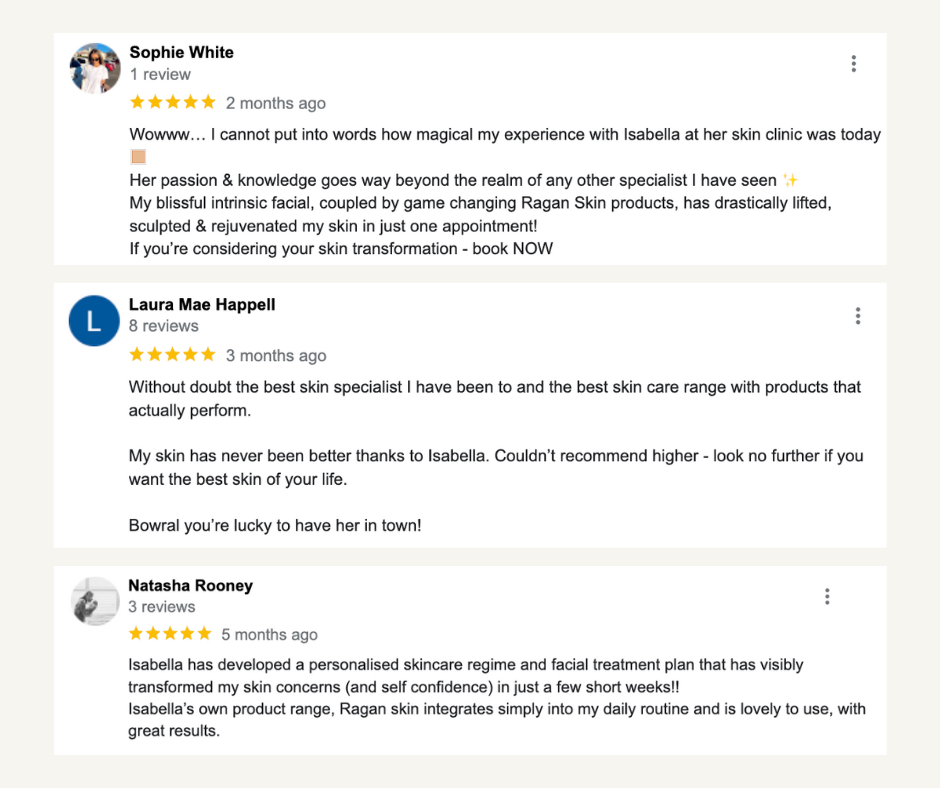 Sophie White
1 review
2 months ago
Wowww… I cannot put into words how magical my experience with Isabella at her skin clinic was today
🏼
Her passion & knowledge goes way beyond the realm of any other specialist I have seen ✨
My blissful intrinsic facial, coupled by game changing Ragan Skin products, has drastically lifted,
sculpted & rejuvenated my skin in just one appointment!
If you’re considering your skin transformation - book NOW
L
Laura Mae Happell
8 reviews
3 months ago
Without doubt the best skin specialist I have been to and the best skin care range with products that
actually perform.
My skin has never been better thanks to Isabella. Couldn’t recommend higher - look no further if you
want the best skin of your life.
Bowral you’re lucky to have her in town!
Natasha Rooney
3 reviews
5 months ago
Isabella has developed a personalised skincare regime and facial treatment plan that has visibly
transformed my skin concerns (and self confidence) in just a few short weeks!!
Isabella’s own product range, Ragan skin integrates simply into my daily routine and is lovely to use, with
great results.